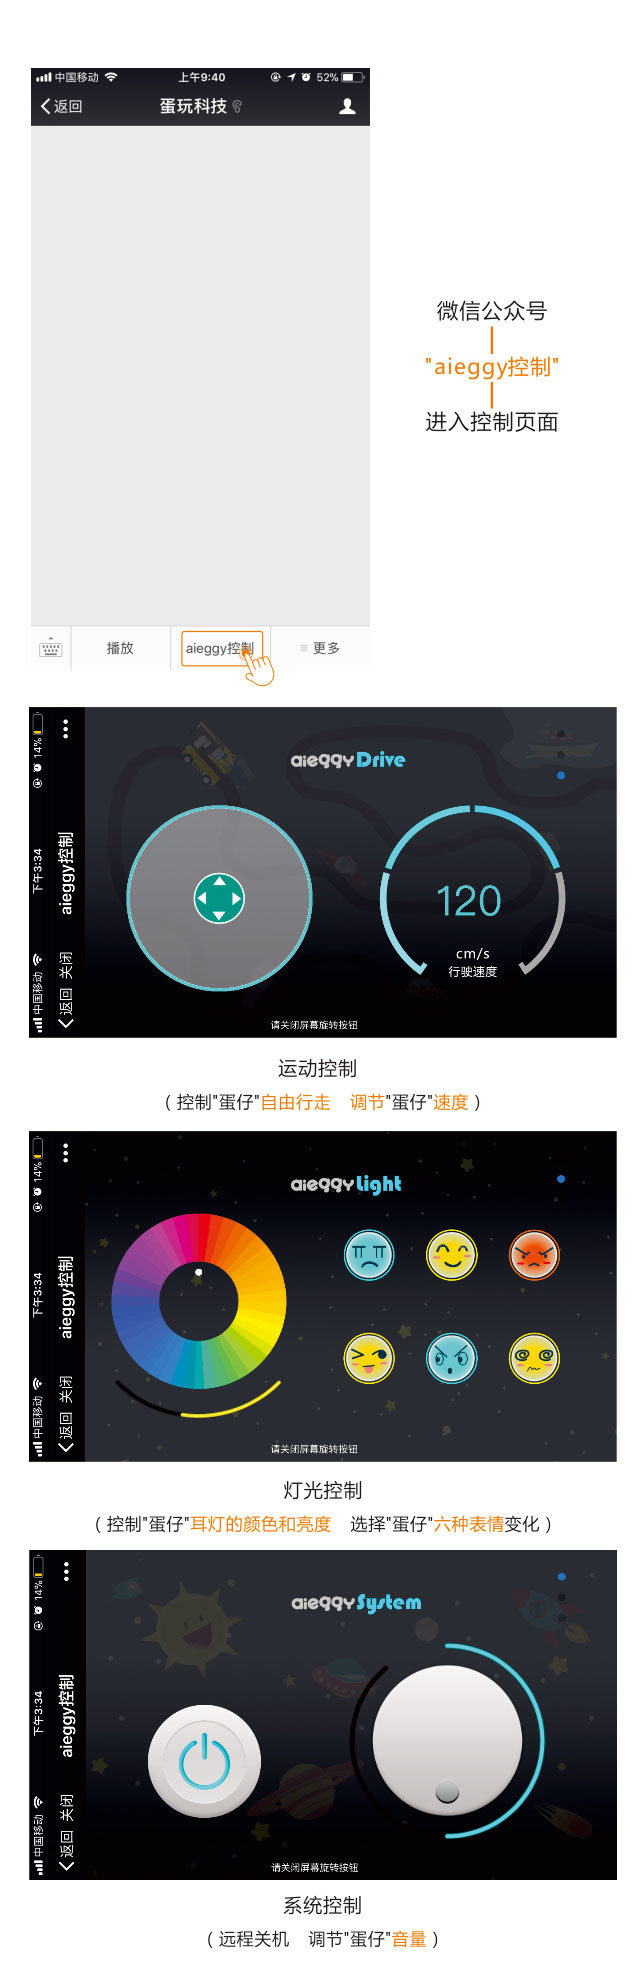 中国移动 上午9:40 52%
返回 蛋玩科技
微信公众号
"aieggy控制"
进入控制页面
播放 aieggy控制 更多
中国移动 下午3:34 14%
返回 关闭 aieggy控制
aieggy Drive
120
cm/s
行驶速度
请关闭屏幕旋转按钮
运动控制
(控制"蛋仔"自由行走 调节"蛋仔"速度)
中国移动 下午3:34 14%
返回 关闭 aieggy控制
aieggy Light
请关闭屏幕旋转按钮
灯光控制
(控制"蛋仔"耳灯的颜色和亮度 选择"蛋仔"六种表情变化)
中国移动 下午3:34 14%
返回 关闭 aieggy控制
aieggy System
请关闭屏幕旋转按钮
系统控制
(远程关机 调节"蛋仔"音量)